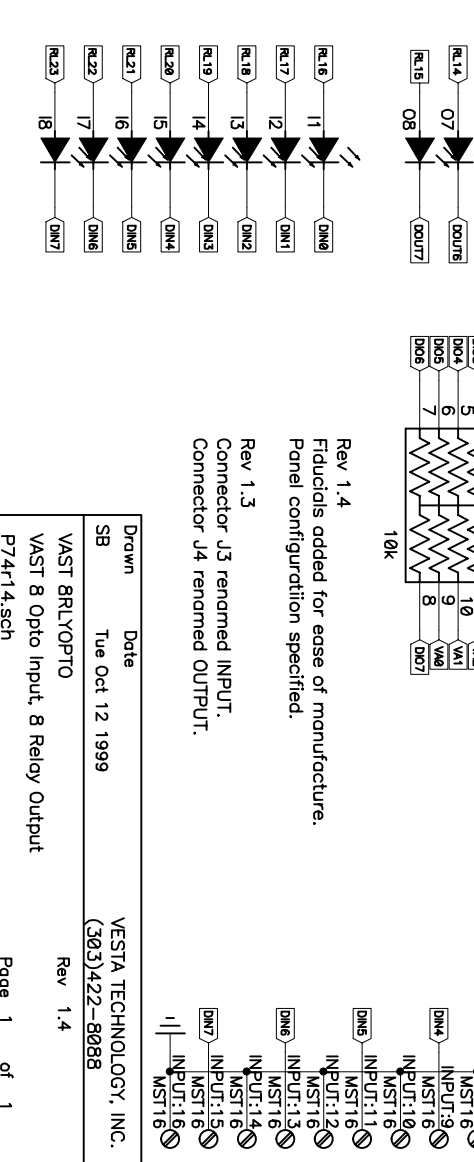 RL14
O7
DOUT6
RL15
O8
DOUT7
RL16
I1
DIN0
RL17
I2
DIN1
RL18
I3
DIN2
RL19
I4
DIN3
RL20
I5
DIN4
RL21
I6
DIN5
RL22
I7
DIN6
RL23
I8
DIN7
5
10
DIO4
VA1
6
9
DIO5
VA0
7
8
DIO6
DIO7
10k
Rev 1.4
Fiducials added for ease of manufacture.
Panel configuratiion specified.
Rev 1.3
Connector J3 renamed INPUT.
Connector J4 renamed OUTPUT.
MST16
INPUT:9
DIN4
MST16
INPUT:10
MST16
INPUT:11
DIN5
MST16
INPUT:12
MST16
INPUT:13
DIN6
MST16
INPUT:14
MST16
INPUT:15
DIN7
MST16
INPUT:16
MST16
Drawn Date VESTA TECHNOLOGY, INC.
SB Tue Oct 12 1999 (303)422-8088
VAST 8RLYOPTO Rev 1.4
VAST 8 Opto Input, 8 Relay Output
P74r14.sch Page 1 of 1